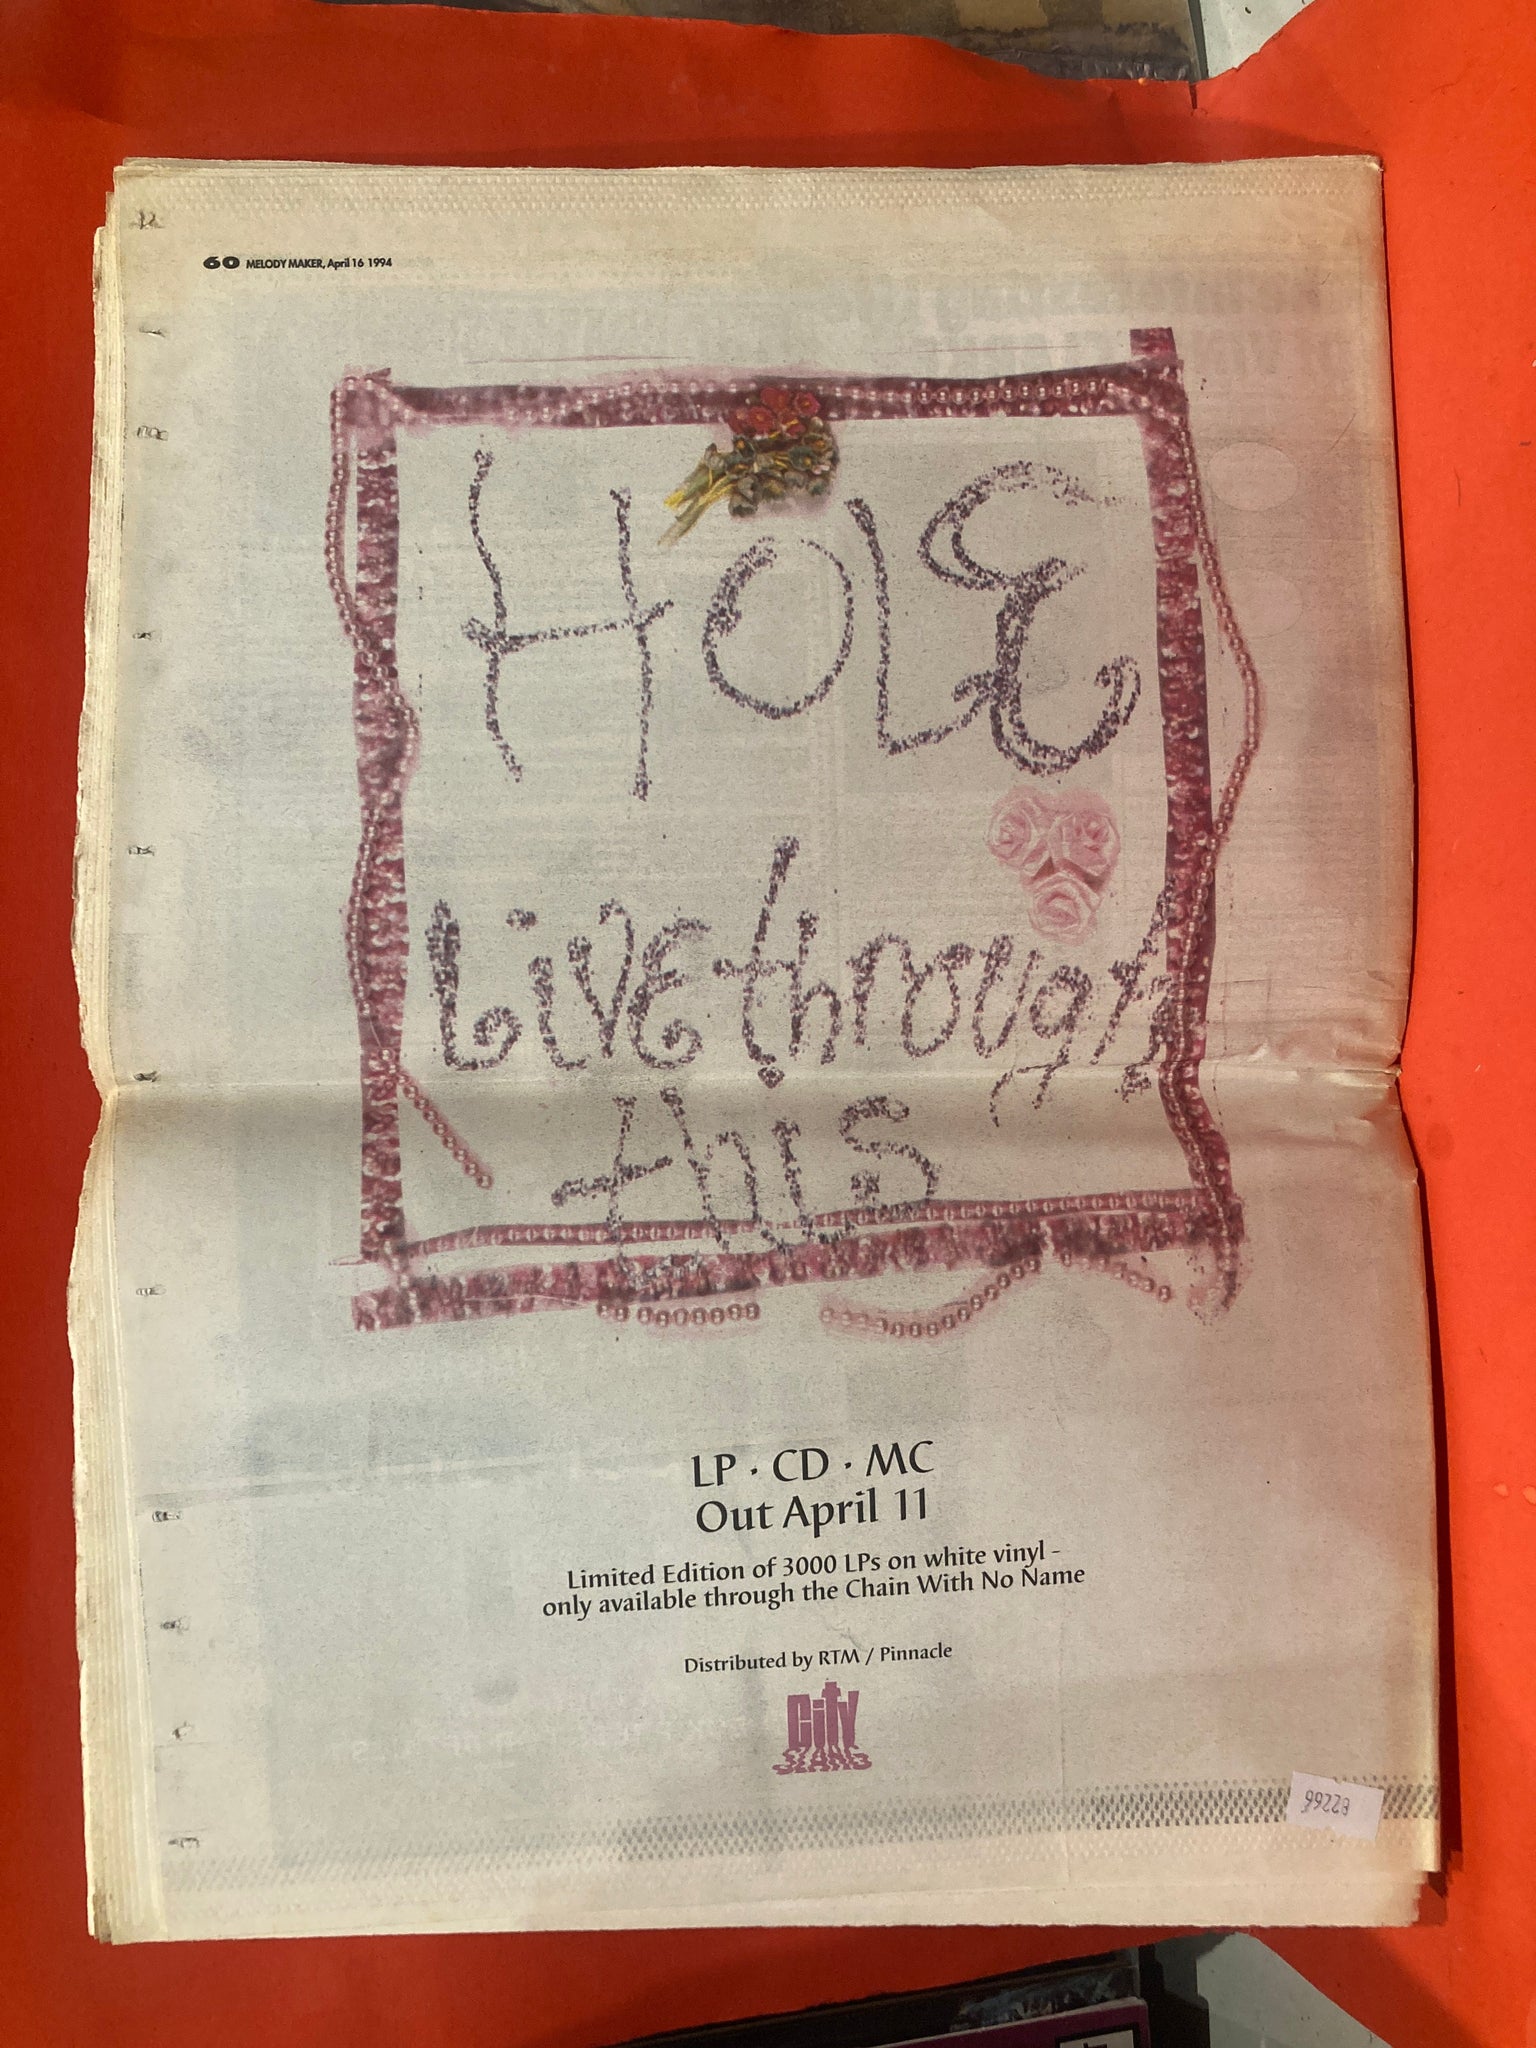 60 MELODY MAKER, April 16 1994
HOLE
Live through
this
LP · CD · MC
Out April 11
Limited Edition of 3000 LPs on white vinyl -
only available through the Chain With No Name
Distributed by RTM / Pinnacle
City
SLANG